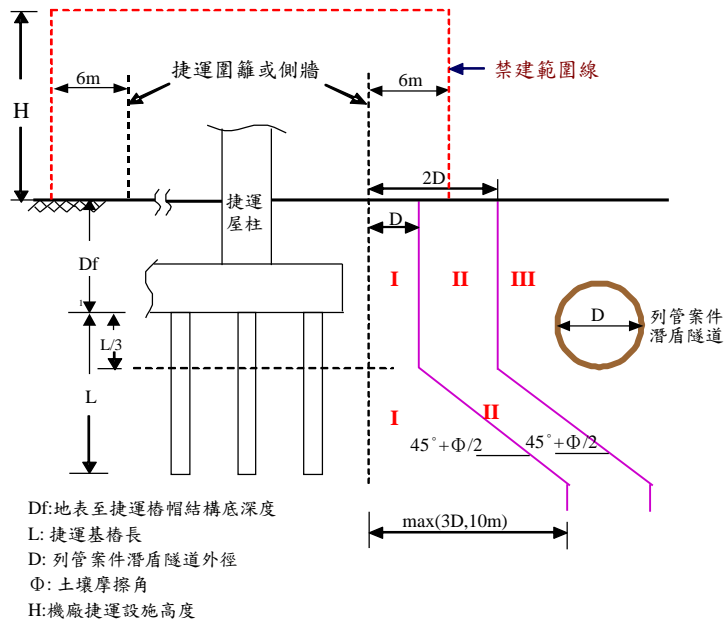 6m
捷運圍籬或側牆
6m
禁建範圍線
H
2D
捷運
屋柱
D
Df
I
II
III
D
列管案件
潛盾隧道
L/3
L
I
II
45°+Φ/2
45°+Φ/2
max(3D,10m)
Df:地表至捷運樁帽結構底深度
L: 捷運基樁長
D: 列管案件潛盾隧道外徑
Φ: 土壤摩擦角
H:機廠捷運設施高度